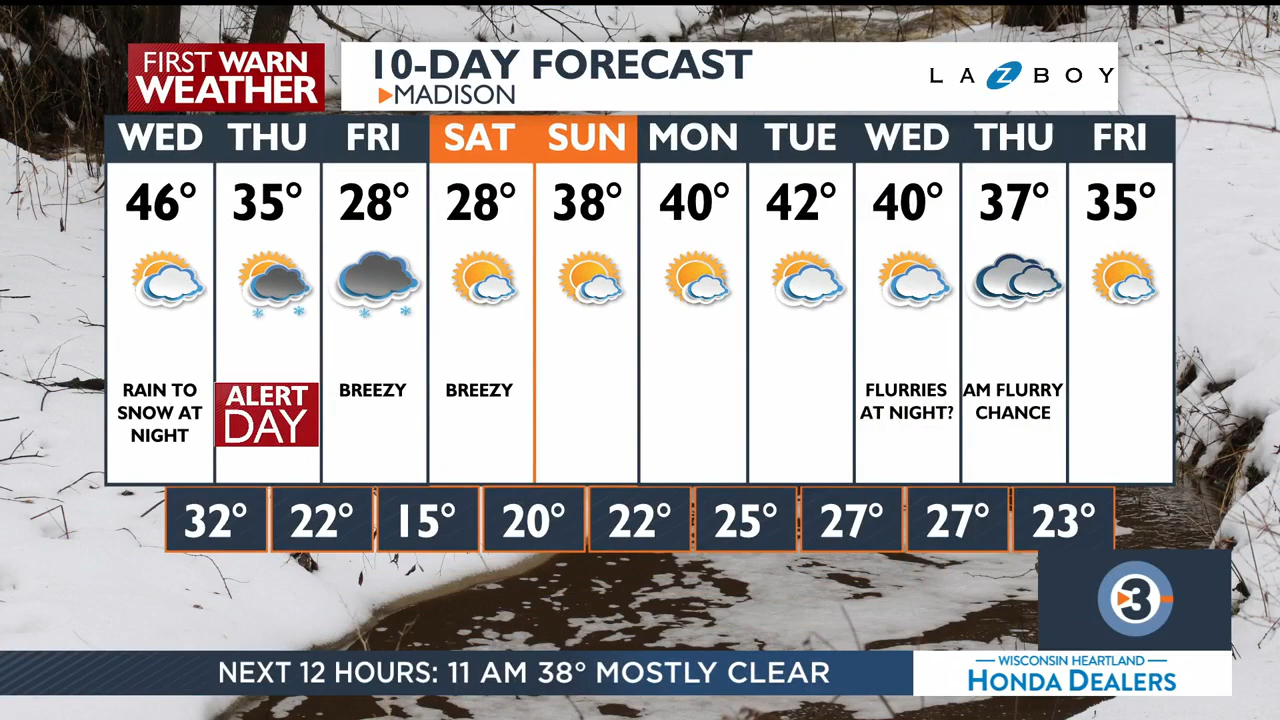 FIRST WARN
WEATHER
10-DAY FORECAST
MADISON
LAZBOY
WED THU FRI SAT SUN MON TUE WED THU FRI
46° 35° 28° 28° 38° 40° 42° 40° 37° 35°
RAIN TO
SNOW AT
NIGHT
ALERT
DAY
BREEZY
BREEZY
FLURRIES
AT NIGHT?
AM FLURRY
CHANCE
32° 22° 15° 20° 22° 25° 27° 27° 23°
3
NEXT 12 HOURS: 11 AM 38° MOSTLY CLEAR
WISCONSIN HEARTLAND
HONDA DEALERS